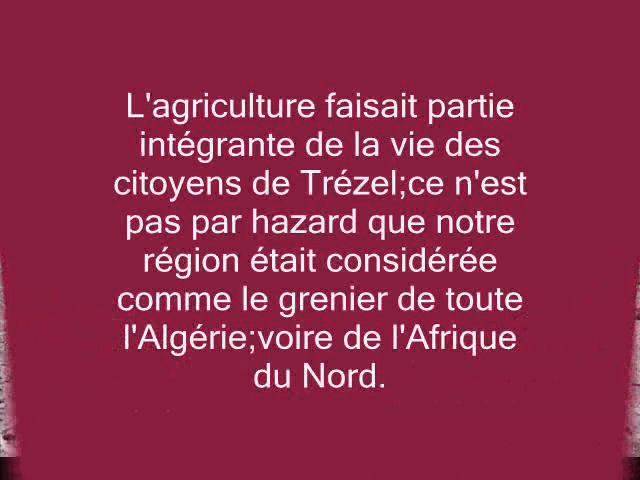 L'agriculture faisait partie
intégrante de la vie des
citoyens de Trézel;ce n'est
pas par hazard que notre
région était considérée
comme le grenier de toute
l'Algérie;voire de l'Afrique
du Nord.